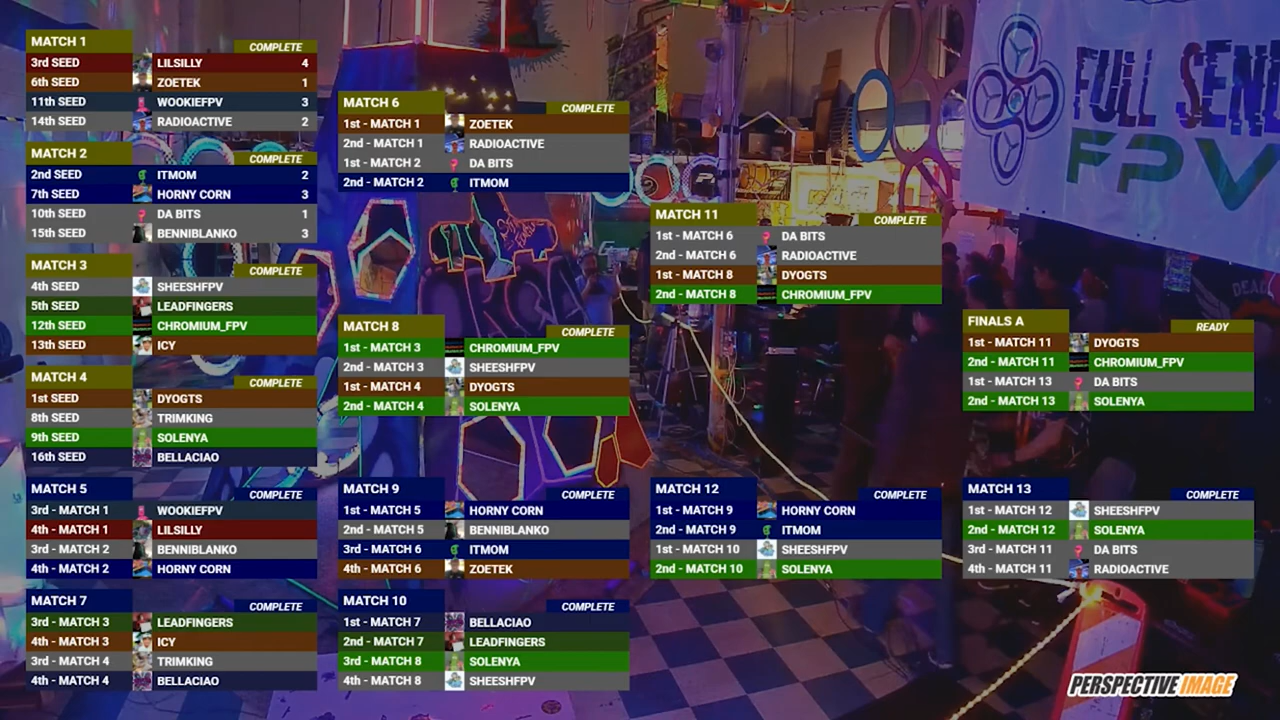 MATCH 1 COMPLETE
3rd SEED LILSILLY 4
6th SEED ZOETEK 1
11th SEED WOOKIEFPV 3
14th SEED RADIOACTIVE 2
MATCH 2 COMPLETE
2nd SEED ITMOM 2
7th SEED HORNY CORN 3
10th SEED DA BITS 1
15th SEED BENNIBLANKO 3
MATCH 3 COMPLETE
4th SEED SHEESHFPV
5th SEED LEADFINGERS
12th SEED CHROMIUM_FPV
13th SEED ICY
MATCH 4 COMPLETE
1st SEED DYOGTS
8th SEED TRIMKING
9th SEED SOLENYA
16th SEED BELLACIAO
MATCH 5 COMPLETE
3rd - MATCH 1 WOOKIEFPV
4th - MATCH 1 LILSILLY
3rd - MATCH 2 BENNIBLANKO
4th - MATCH 2 HORNY CORN
MATCH 7 COMPLETE
3rd - MATCH 3 LEADFINGERS
4th - MATCH 3 ICY
3rd - MATCH 4 TRIMKING
4th - MATCH 4 BELLACIAO
MATCH 6 COMPLETE
1st - MATCH 1 ZOETEK
2nd - MATCH 1 RADIOACTIVE
1st - MATCH 2 DA BITS
2nd - MATCH 2 ITMOM
MATCH 8 COMPLETE
1st - MATCH 3 CHROMIUM_FPV
2nd - MATCH 3 SHEESHFPV
1st - MATCH 4 DYOGTS
2nd - MATCH 4 SOLENYA
MATCH 9 COMPLETE
1st - MATCH 5 HORNY CORN
2nd - MATCH 5 BENNIBLANKO
3rd - MATCH 6 ITMOM
4th - MATCH 6 ZOETEK
MATCH 10 COMPLETE
1st - MATCH 7 BELLACIAO
2nd - MATCH 7 LEADFINGERS
3rd - MATCH 8 SOLENYA
4th - MATCH 8 SHEESHFPV
MATCH 11 COMPLETE
1st - MATCH 6 DA BITS
2nd - MATCH 6 RADIOACTIVE
1st - MATCH 8 DYOGTS
2nd - MATCH 8 CHROMIUM_FPV
MATCH 12 COMPLETE
1st - MATCH 9 HORNY CORN
2nd - MATCH 9 ITMOM
1st - MATCH 10 SHEESHFPV
2nd - MATCH 10 SOLENYA
FINALS A READY
1st - MATCH 11 DYOGTS
2nd - MATCH 11 CHROMIUM_FPV
1st - MATCH 13 DA BITS
2nd - MATCH 13 SOLENYA
MATCH 13 COMPLETE
1st - MATCH 12 SHEESHFPV
2nd - MATCH 12 SOLENYA
3rd - MATCH 11 DA BITS
4th - MATCH 11 RADIOACTIVE
FULL SEN
FPV
DEAD
PERSPECTIVE IMAGE